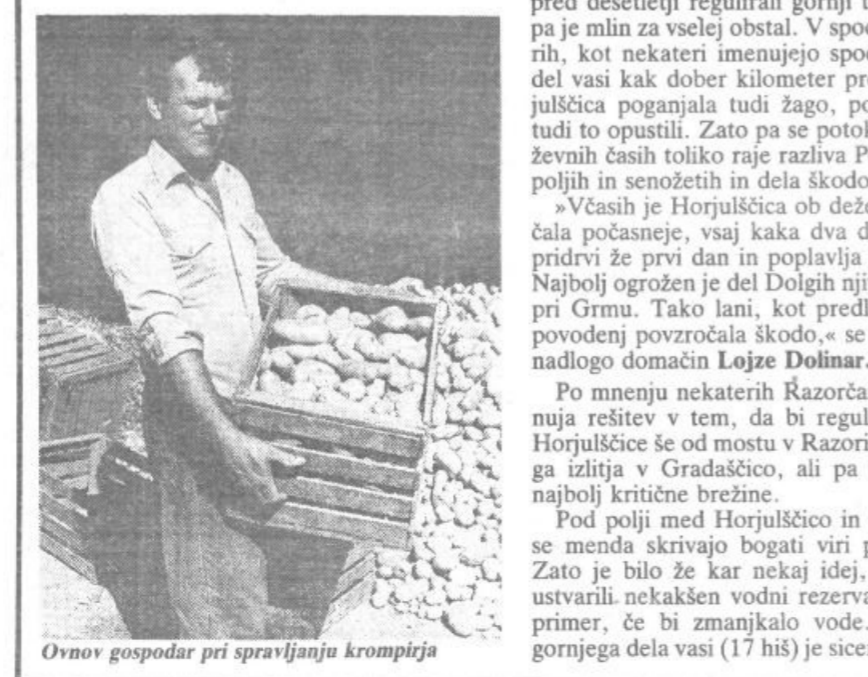 Ovnov gospodar pri spravljanju krompirja
pred desetletji regulirali gornji
pa je mlin za vselej obstal. V spod
rih, kot nekateri imenujejo spod
del vasi kak dober kilometer pr
julščica poganjala tudi žago, po
tudi to opustili. Zato pa se potol
ževnih časih toliko raje razliva P
poljih in senožetih in dela škodo
»Včasih je Horjulščica ob dež
čala počasneje, vsaj kaka dva d
pridrvi že prvi dan in poplavlja
Najbolj ogrožen je del Dolgih nji
pri Grmu. Tako lani, kot pred
povodenj povzročala škodo,« se
nadlogo domačin Lojze Dolinar.
Po mnenju nekaterih Razorča
nuja rešitev v tem, da bi regul
Horjulščice še od mostu v Razori
ga izlitja v Gradaščico, ali pa
najbolj kritične brežine.
Pod polji med Horjulščico in
se menda skrivajo bogati viri p
Zato je bilo že kar nekaj idej,
ustvarili nekakšen vodni rezerva
primer, če bi zmanjkalo vode.
gornjega dela vasi (17 hiš) je sice